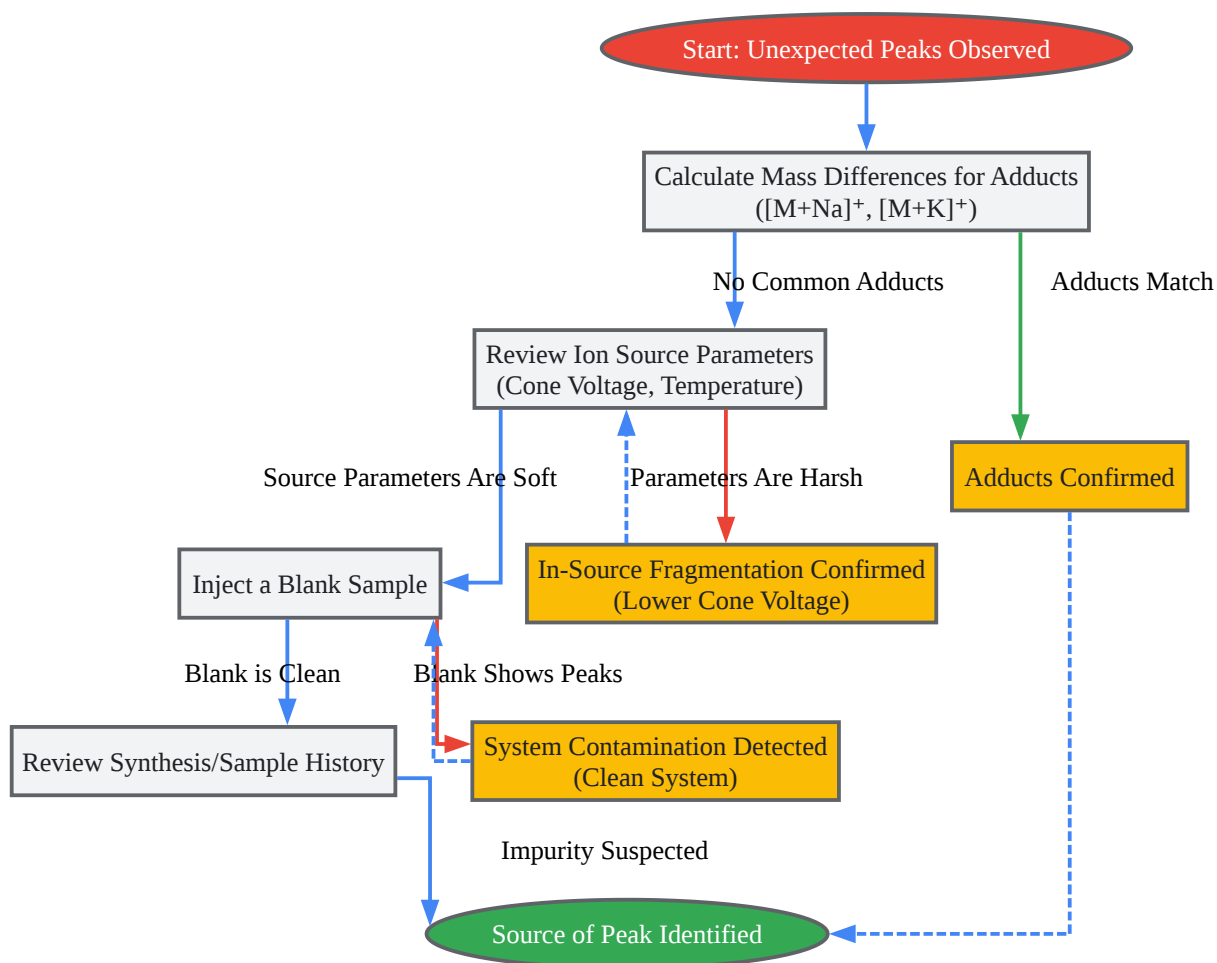 Start: Unexpected Peaks Observed
Calculate Mass Differences for Adducts
([M+Na]⁺, [M+K]⁺)
No Common Adducts
Adducts Match
Review Ion Source Parameters
(Cone Voltage, Temperature)
Source Parameters Are Soft
Parameters Are Harsh
Adducts Confirmed
Inject a Blank Sample
In-Source Fragmentation Confirmed
(Lower Cone Voltage)
Blank is Clean
Blank Shows Peaks
Review Synthesis/Sample History
System Contamination Detected
(Clean System)
Impurity Suspected
Source of Peak Identified